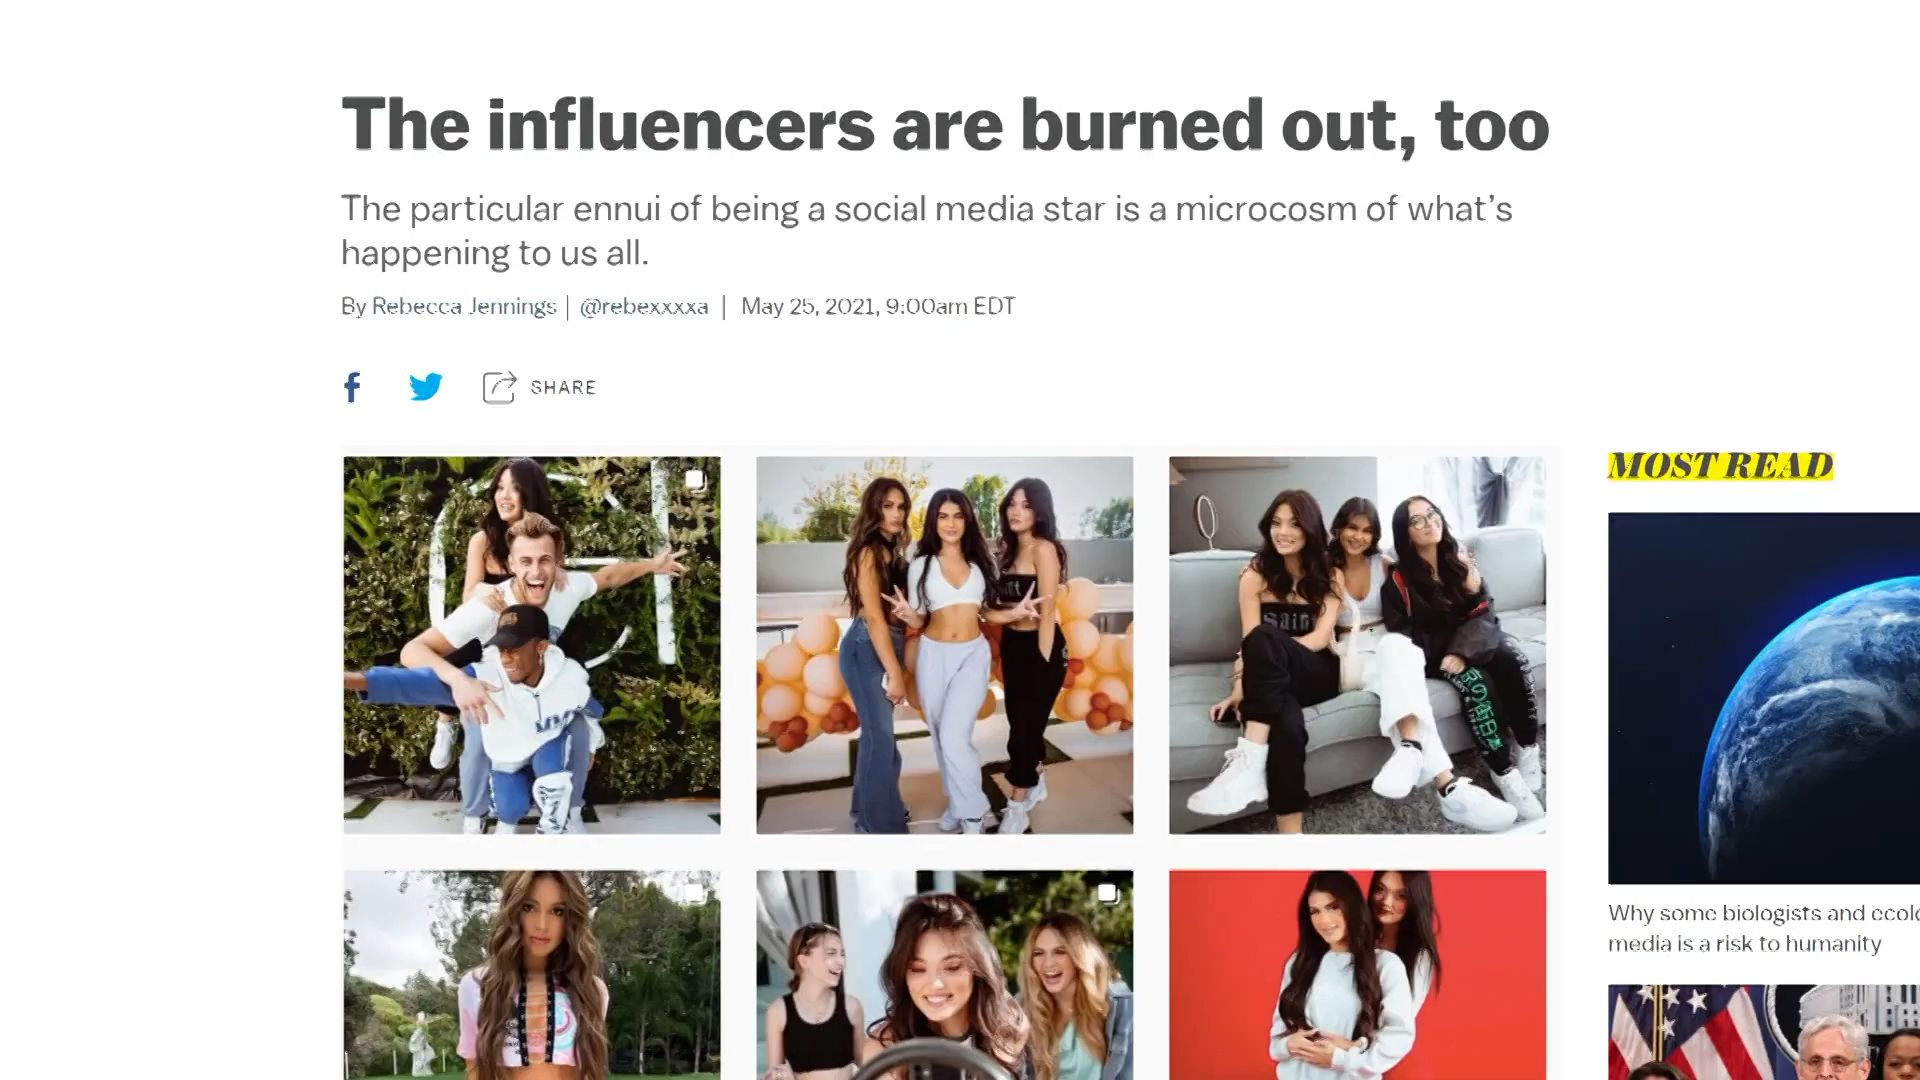 The influencers are burned out, too
The particular ennui of being a social media star is a microcosm of what's
happening to us all.
By Rebecca Jennings | @rebexxxxa | May 25, 2021, 9:00am EDT
SHARE
MOST READ
Saint
Why some biologists and
media is a risk to humanity